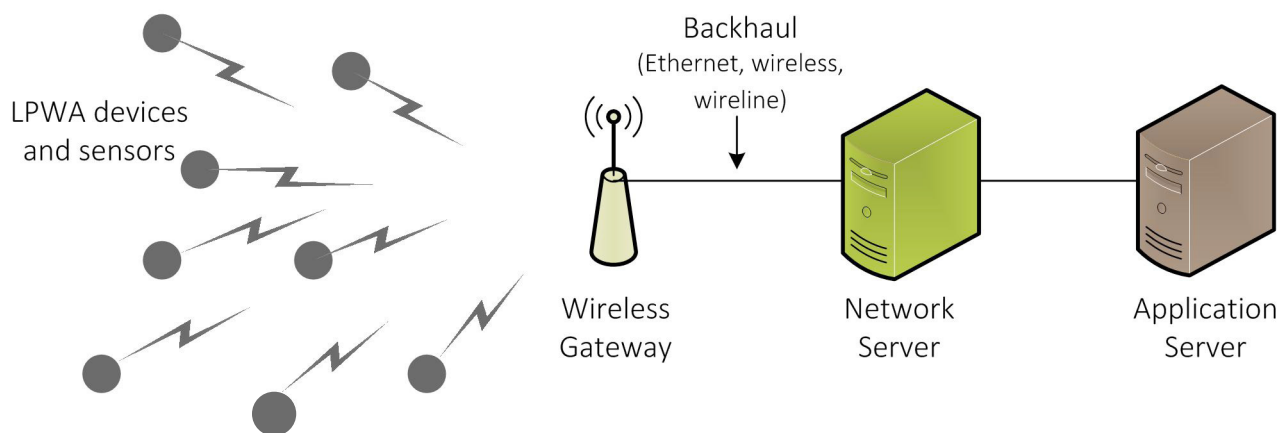 LPWA devices
and sensors
Backhaul
(Ethernet, wireless,
wireline)
Wireless
Gateway
Network
Server
Application
Server